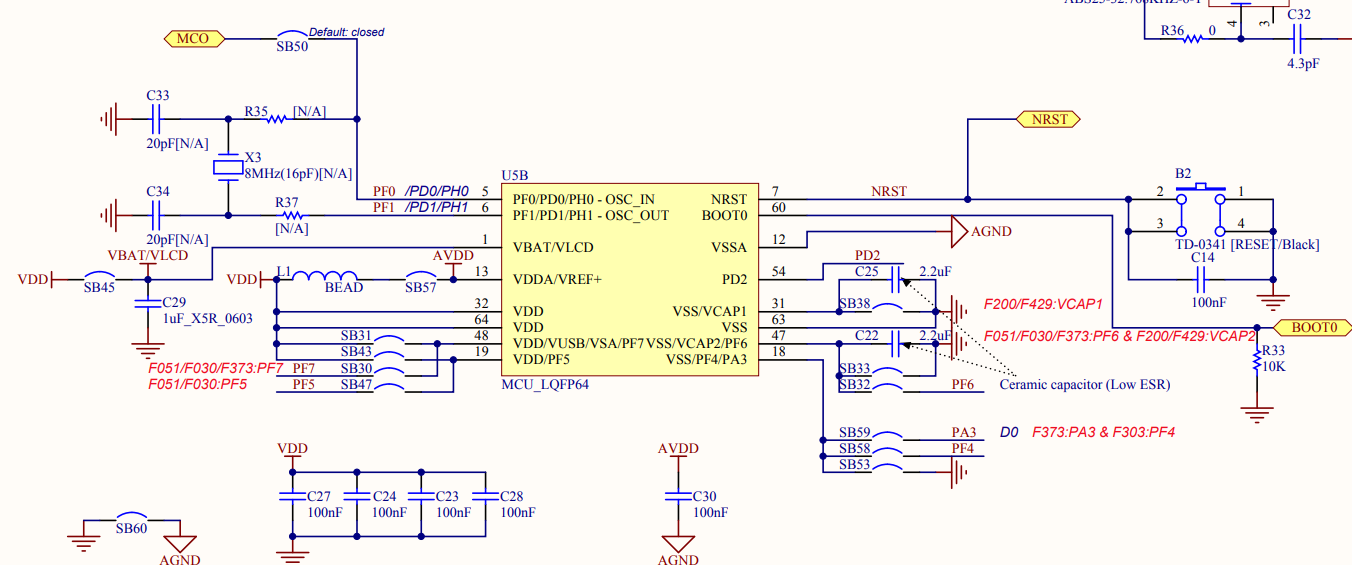 R36 0
4
3
C32
4.3pF
MCO
SB50
Default: closed
C33
20pF[N/A]
R35 [N/A]
X3
8MHz(16pF)[N/A]
C34
20pF[N/A]
R37
[N/A]
PF0 /PD0/PH0 5
PF1 /PD1/PH1 6
VBAT/VLCD
1
VDD
SB45
C29
1uF_X5R_0603
VDD
L1
BEAD
SB57
AVDD
13
32
64
SB31 48
SB43 19
F051/F030/F373:PF7 PF7 SB30
F051/F030:PF5 PF5 SB47
U5B
PF0/PD0/PH0 - OSC_IN
PF1/PD1/PH1 - OSC_OUT
VBAT/VLCD
VDDA/VREF+
VDD
VDD
VDD/VUSB/VSA/PF7
VDD/PF5
NRST
BOOT0
VSSA
PD2
VSS/VCAP1
VSS
VSS/VCAP2/PF6
VSS/PF4/PA3
MCU_LQFP64
7
60
12
54
31
63
47
18
NRST
NRST
AGND
PD2
C25 2.2uF
SB38
F200/F429:VCAP1
C22 2.2uF
F051/F030/F373:PF6 & F200/F429:VCAP2
SB33
SB32 PF6
Ceramic capacitor (Low ESR)
SB59 PA3 D0 F373:PA3 & F303:PF4
SB58 PF4
SB53
B2
2 1
3 4
TD-0341 [RESET/Black]
C14
100nF
BOOT0
R33
10K
VDD
C27
100nF
C24
100nF
C23
100nF
C28
100nF
AVDD
C30
100nF
AGND
SB60
AGND